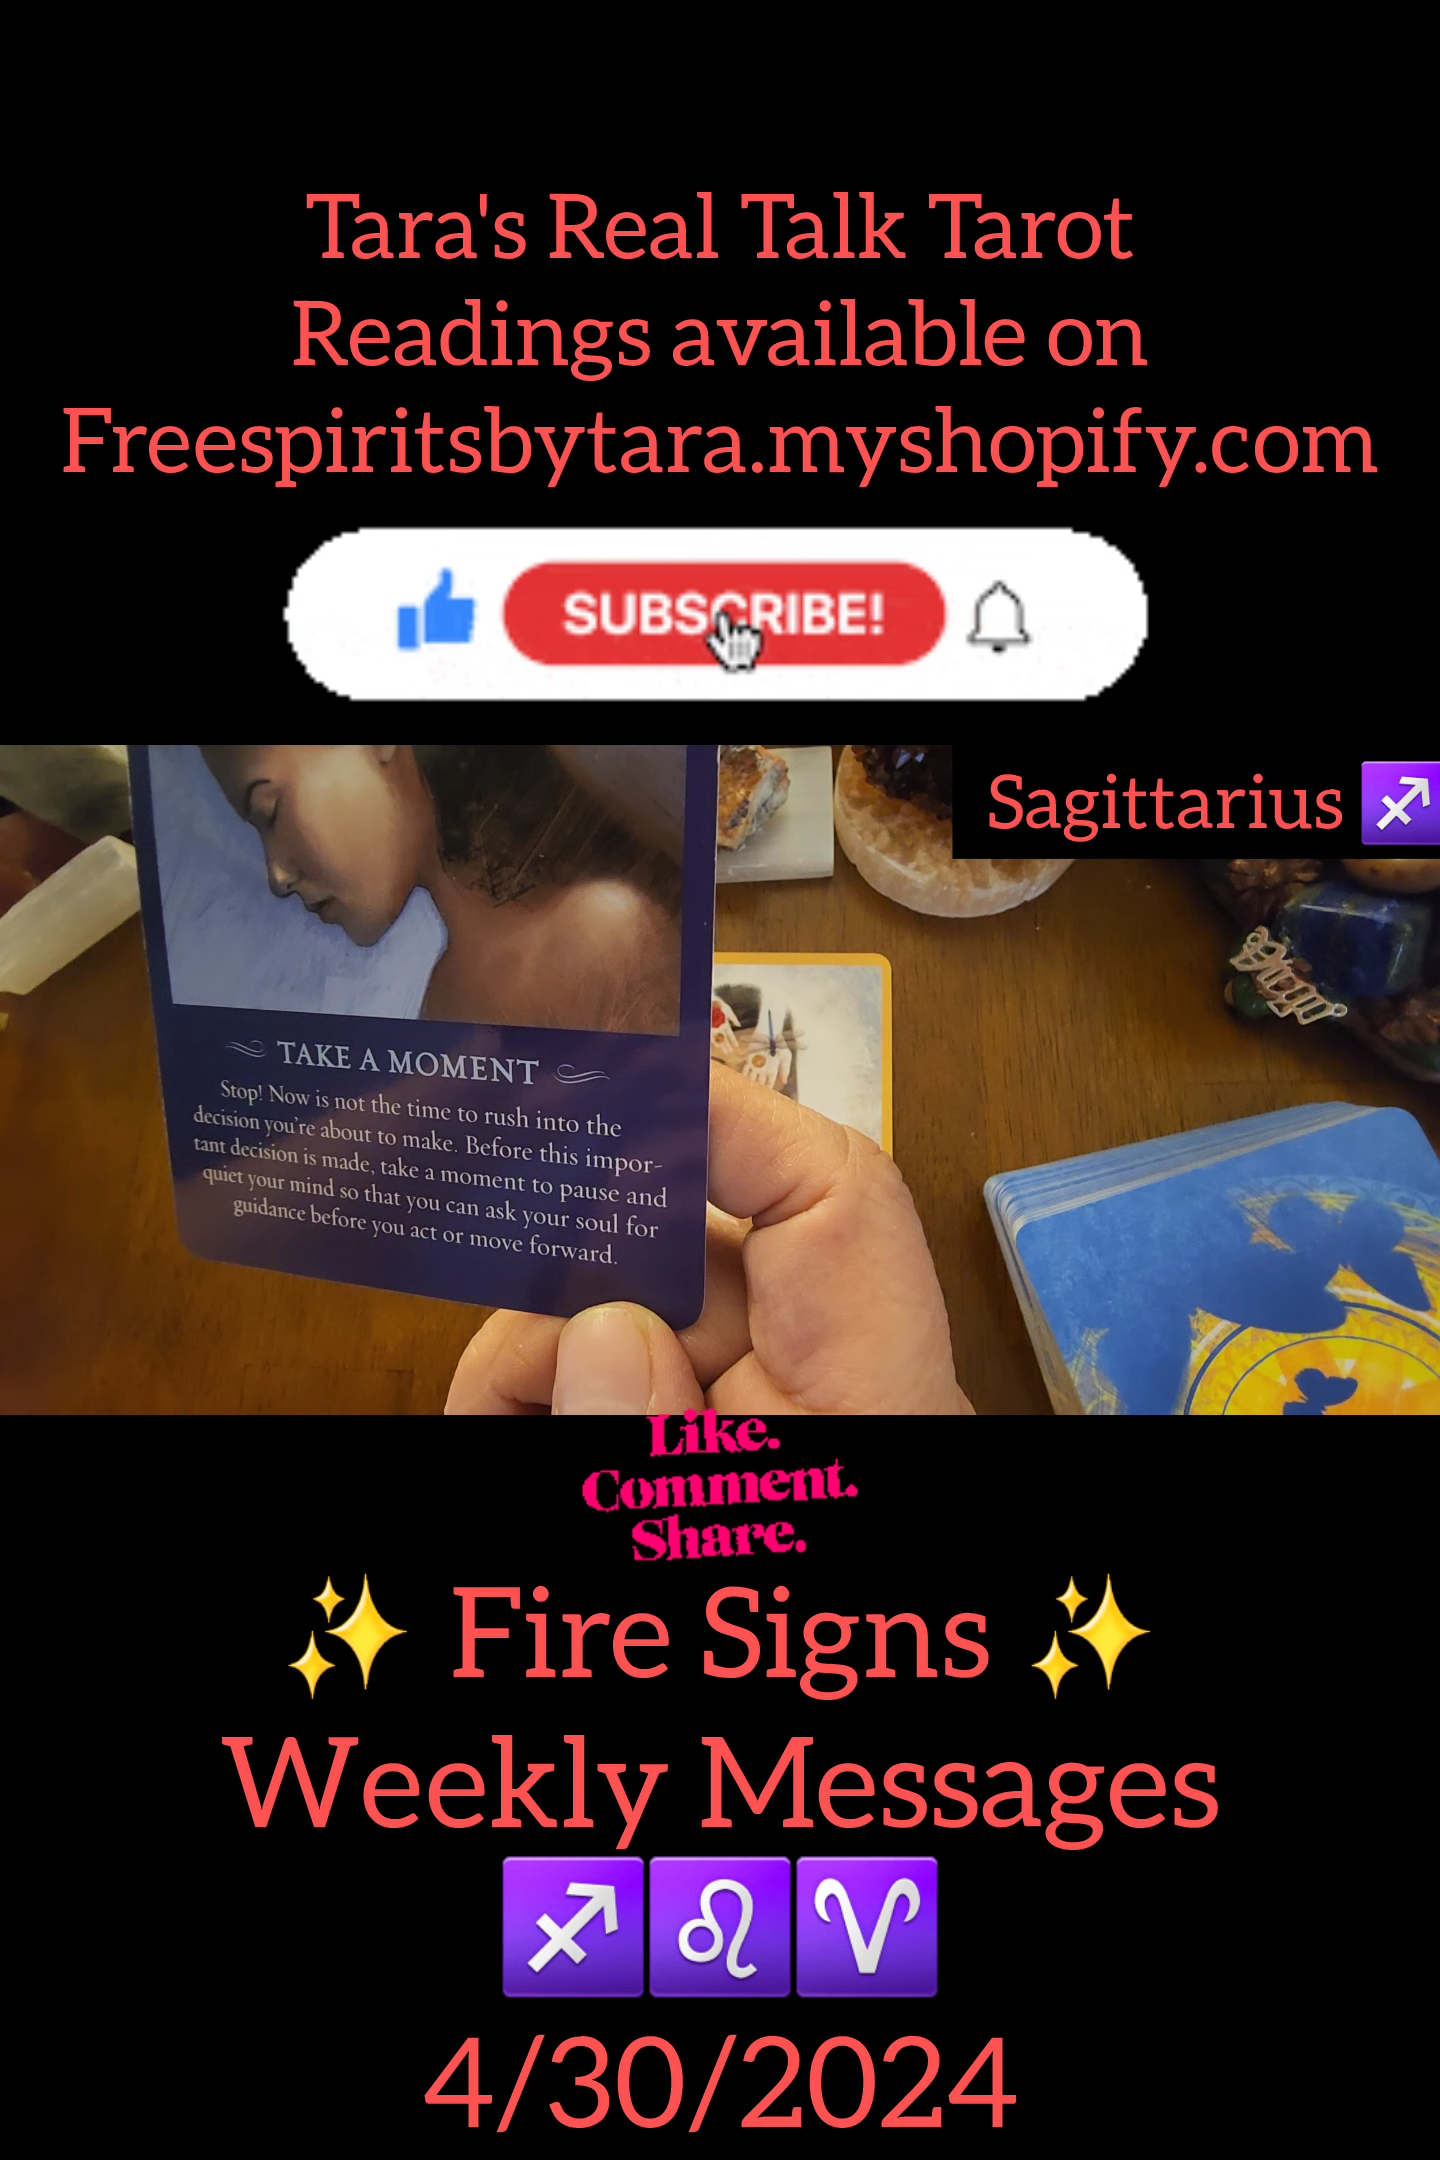 Tara's Real Talk Tarot
Readings available on
Freespiritsbytara.myshopify.com
SUBSCRIBE!
Sagittarius ♐
TAKE A MOMENT
Stop! Now is not the time to rush into the
decision you're about to make. Before this impor-
tant decision is made, take a moment to pause and
quiet your mind so that you can ask your soul for
guidance before you act or move forward.
Virgo
Like.
Comment.
Share.
✨ Fire Signs ✨
Weekly Messages
♐♌♈
4/30/2024